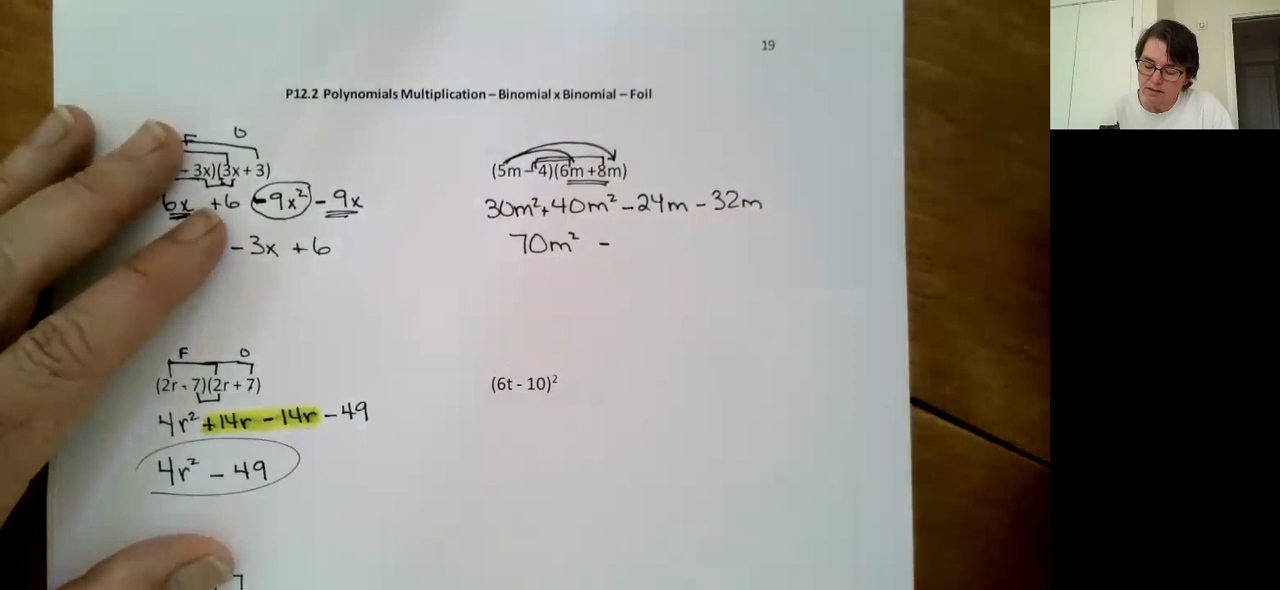 19
P12.2 Polynomials Multiplication – Binomial x Binomial – Foil
F O
- 3x)(3x + 3)
6x + 6 - 9x² - 9x
- 3x + 6
(5m - 4)(6m + 8m)
30m² + 40m² - 24m - 32m
70m² -
F O
(2r - 7)(2r + 7)
4r² + 14r - 14r - 49
4r² - 49
(6t - 10)²